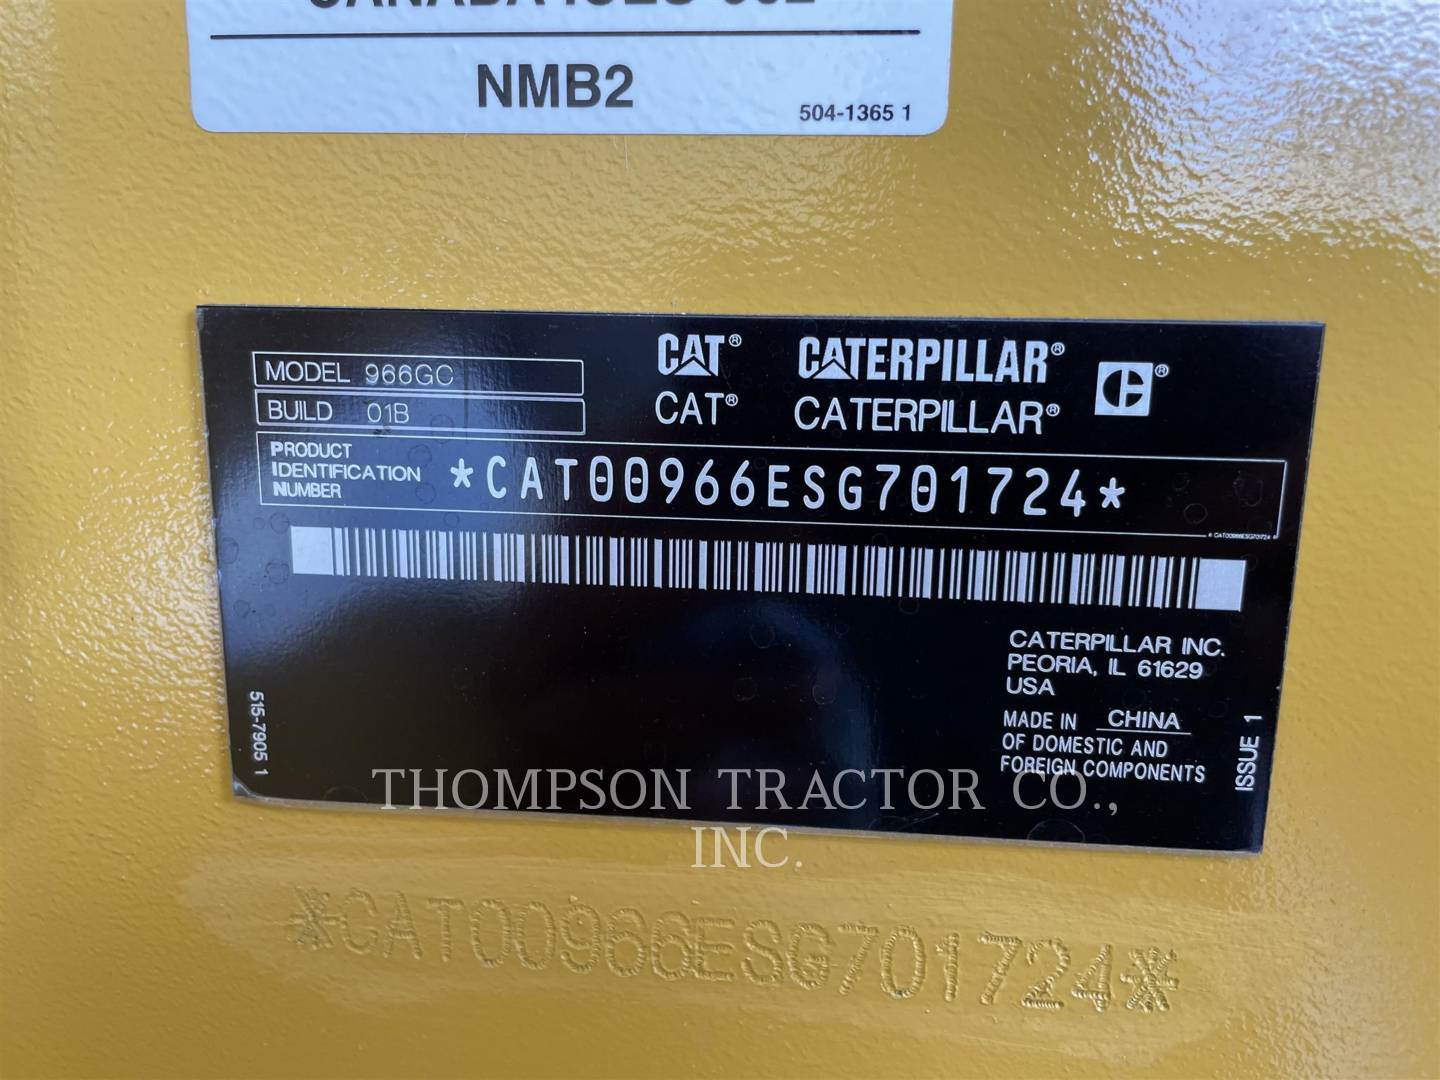 NMB2
504-1365 1
MODEL 966GC
BUILD 01B
CAT® CATERPILLAR® ®
CAT® CATERPILLAR®
PRODUCT
IDENTIFICATION
NUMBER
*CAT00966ESG701724*
*CAT00966ESG701724*
CATERPILLAR INC.
PEORIA, IL 61629
USA
MADE IN CHINA
OF DOMESTIC AND
FOREIGN COMPONENTS
515-7905 1
ISSUE 1
THOMPSON TRACTOR CO.,
INC.
*CAT00966ESG701724*